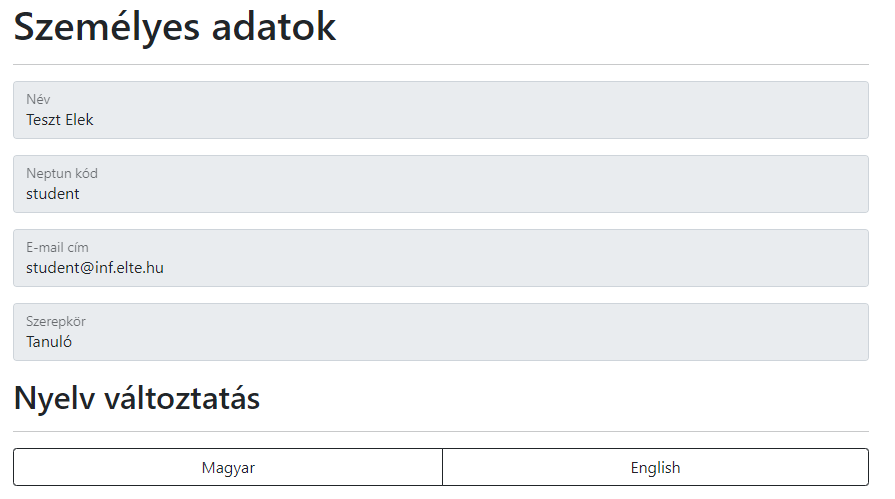 Személyes adatok
Név
Teszt Elek
Neptun kód
student
E-mail cím
student@inf.elte.hu
Szerepkör
Tanuló
Nyelv változtatás
Magyar
English